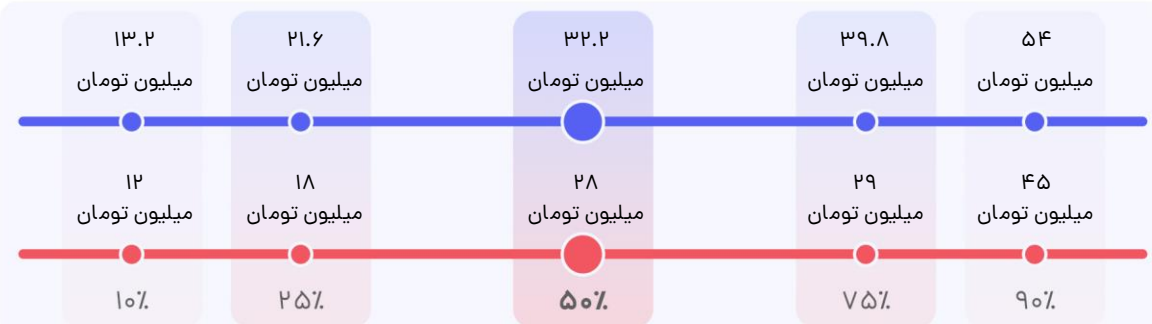 ۱۳.۲ ۲۱.۶ ۳۲.۲ ۳۹.۸ ۵۴
میلیون تومان میلیون تومان میلیون تومان میلیون تومان میلیون تومان
۱۲ ۱۸ ۲۸ ۲۹ ۴۵
میلیون تومان میلیون تومان میلیون تومان میلیون تومان میلیون تومان
۱۰٪ ۲۵٪ ۵۰٪ ۷۵٪ ۹۰٪